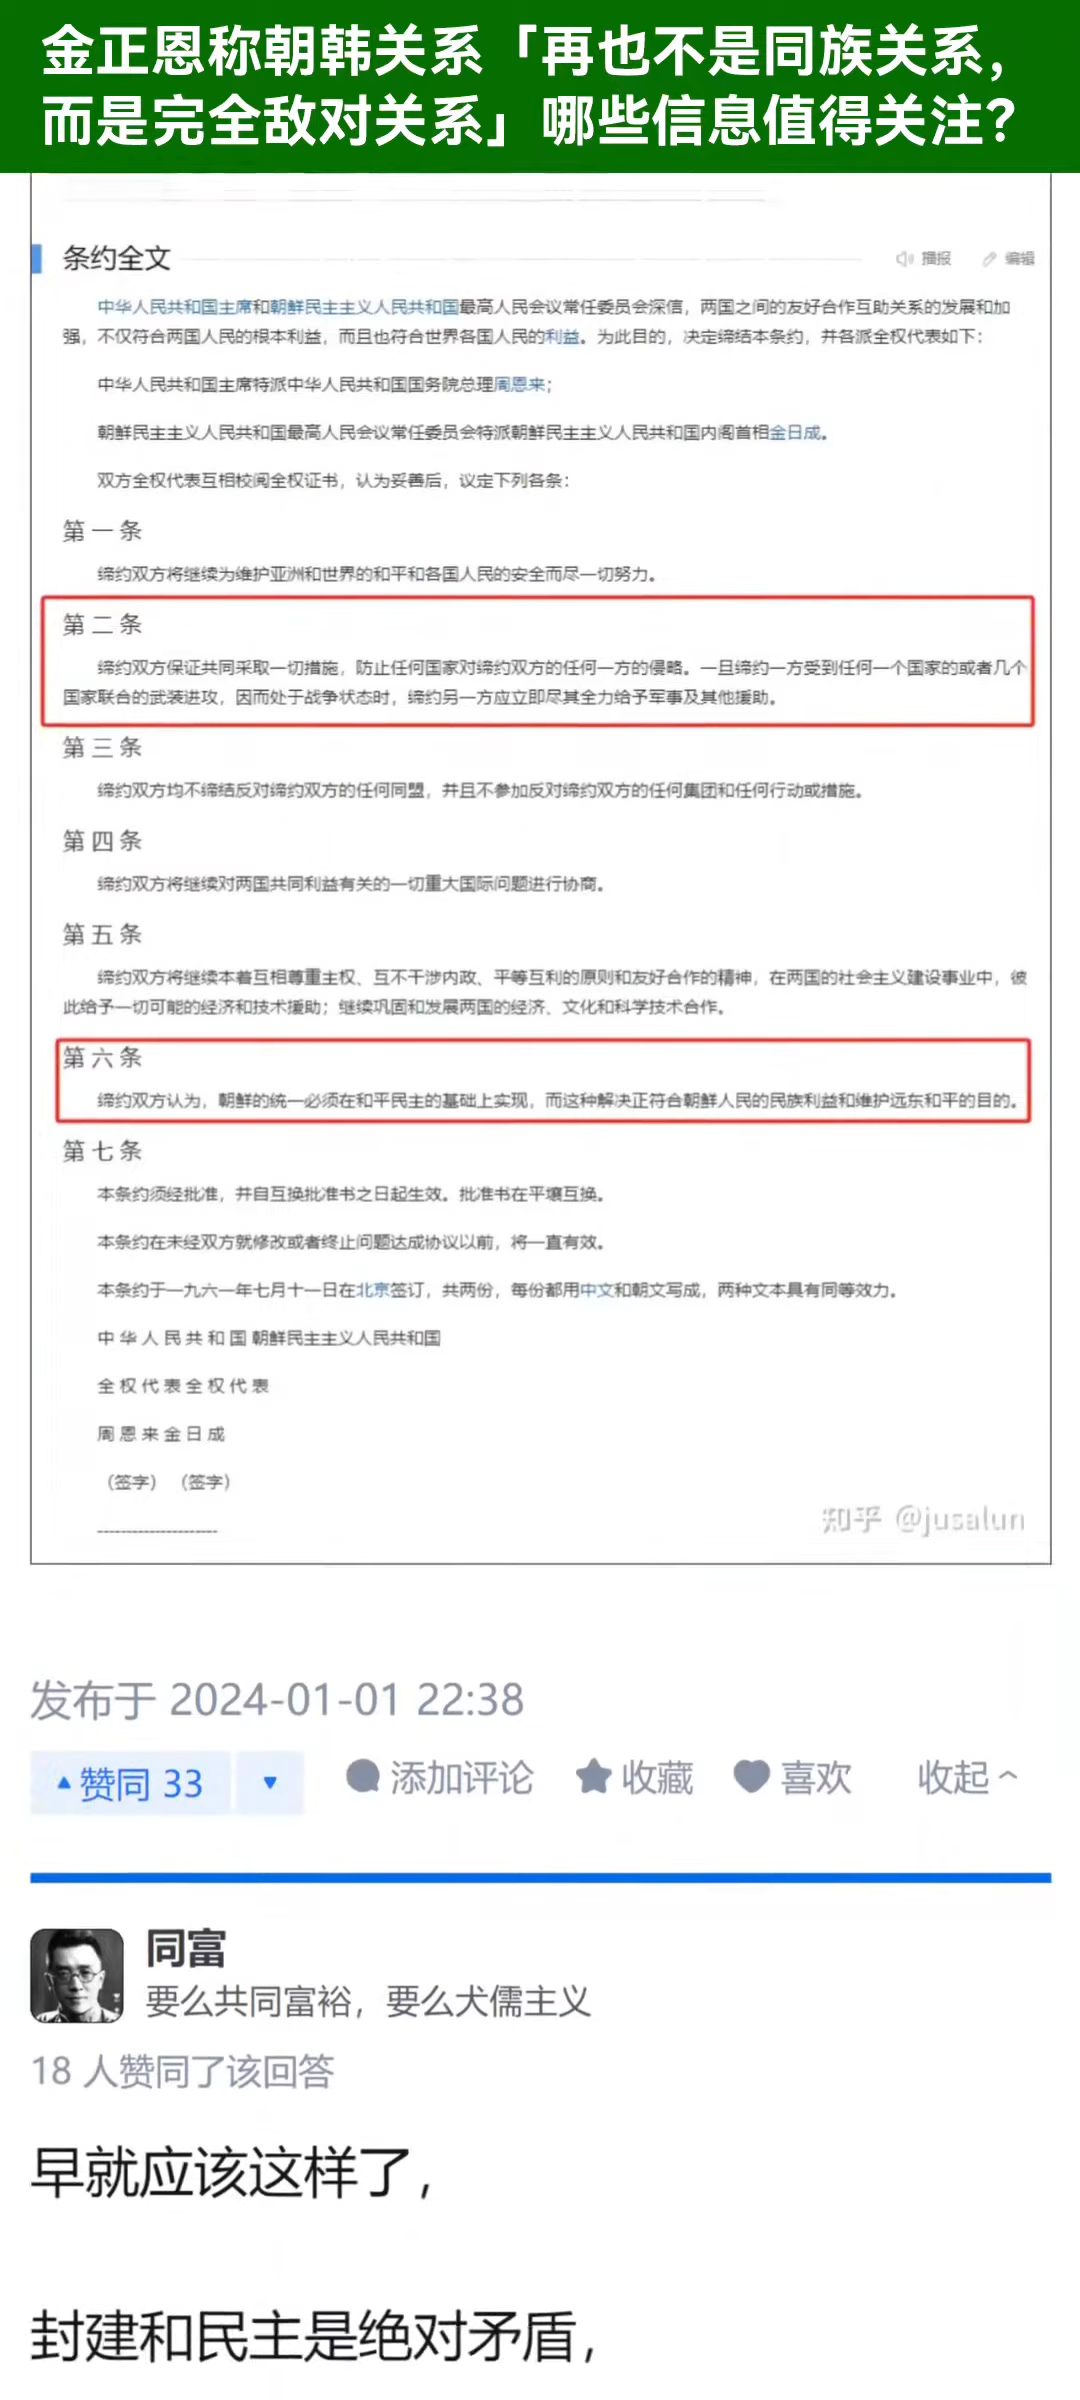 金正恩称朝韩关系「再也不是同族关系，
而是完全敌对关系」哪些信息值得关注？
条约全文
播报 编辑
中华人民共和国主席和朝鲜民主主义人民共和国最高人民会议常任委员会深信，两国之间的友好合作互助关系的发展和加
强，不仅符合两国人民的根本利益，而且也符合世界各国人民的利益。为此目的，决定缔结本条约，并各派全权代表如下：
中华人民共和国主席特派中华人民共和国国务院总理周恩来；
朝鲜民主主义人民共和国最高人民会议常任委员会特派朝鲜民主主义人民共和国内阁首相金日成。
双方全权代表互相校阅全权证书，认为妥善后，议定下列各条：
第一条
缔约双方将继续为维护亚洲和世界的和平和各国人民的安全而尽一切努力。
第二条
缔约双方保证共同采取一切措施，防止任何国家对缔约双方的任何一方的侵略。一旦缔约一方受到任何一个国家的或者几个
国家联合的武装进攻，因而处于战争状态时，缔约另一方应立即尽其全力给予军事及其他援助。
第三条
缔约双方均不缔结反对缔约双方的任何同盟，并且不参加反对缔约双方的任何集团和任何行动或措施。
第四条
缔约双方将继续对两国共同利益有关的一切重大国际问题进行协商。
第五条
缔约双方将继续本着互相尊重主权、互不干涉内政、平等互利的原则和友好合作的精神，在两国的社会主义建设事业中，彼
此给予一切可能的经济和技术援助；继续巩固和发展两国的经济、文化和科学技术合作。
第六条
缔约双方认为，朝鲜的统一必须在和平民主的基础上实现，而这种解决正符合朝鲜人民的民族利益和维护远东和平的目的。
第七条
本条约须经批准，并自互换批准书之日起生效。批准书在平壤互换。
本条约在未经双方就修改或者终止问题达成协议以前，将一直有效。
本条约于一九六一年七月十一日在北京签订，共两份，每份都用中文和朝文写成，两种文本具有同等效力。
中华人民共和国朝鲜民主主义人民共和国
全权代表全权代表
周恩来金日成
（签字）（签字）
--------------------
知乎 @jusalun
发布于 2024-01-01 22:38
赞同 33 添加评论 收藏 喜欢 收起
同富
要么共同富裕，要么犬儒主义
18 人赞同了该回答
早就应该这样了，
封建和民主是绝对矛盾，